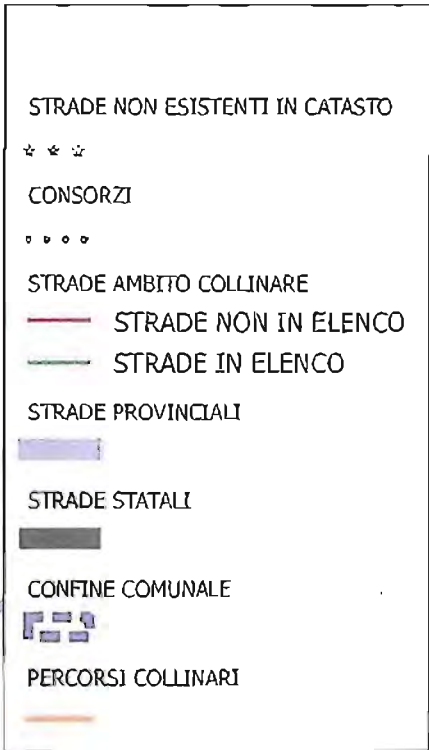 STRADE NON ESISTENTI IN CATASTO
CONSORZI
STRADE AMBITO COLLINARE
STRADE NON IN ELENCO
STRADE IN ELENCO
STRADE PROVINCIALI
STRADE STATALI
CONFINE COMUNALE
PERCORSI COLLINARI